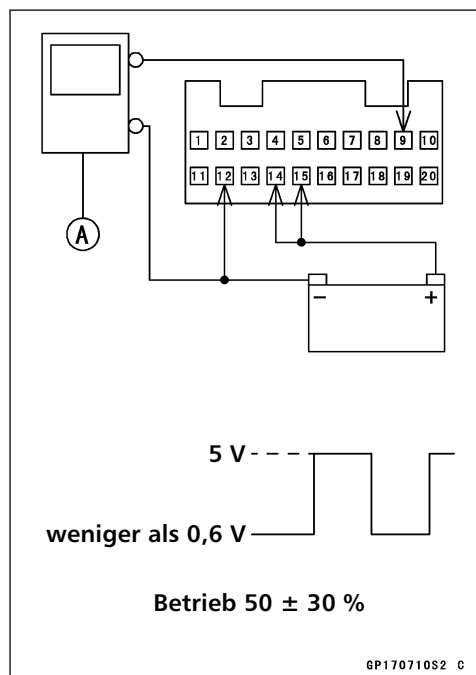 1 2 3 4 5 6 7 8 9 10
11 12 13 14 15 16 17 18 19 20
A
− +
5 V
weniger als 0,6 V
Betrieb 50 ± 30 %
GP170710S2 C